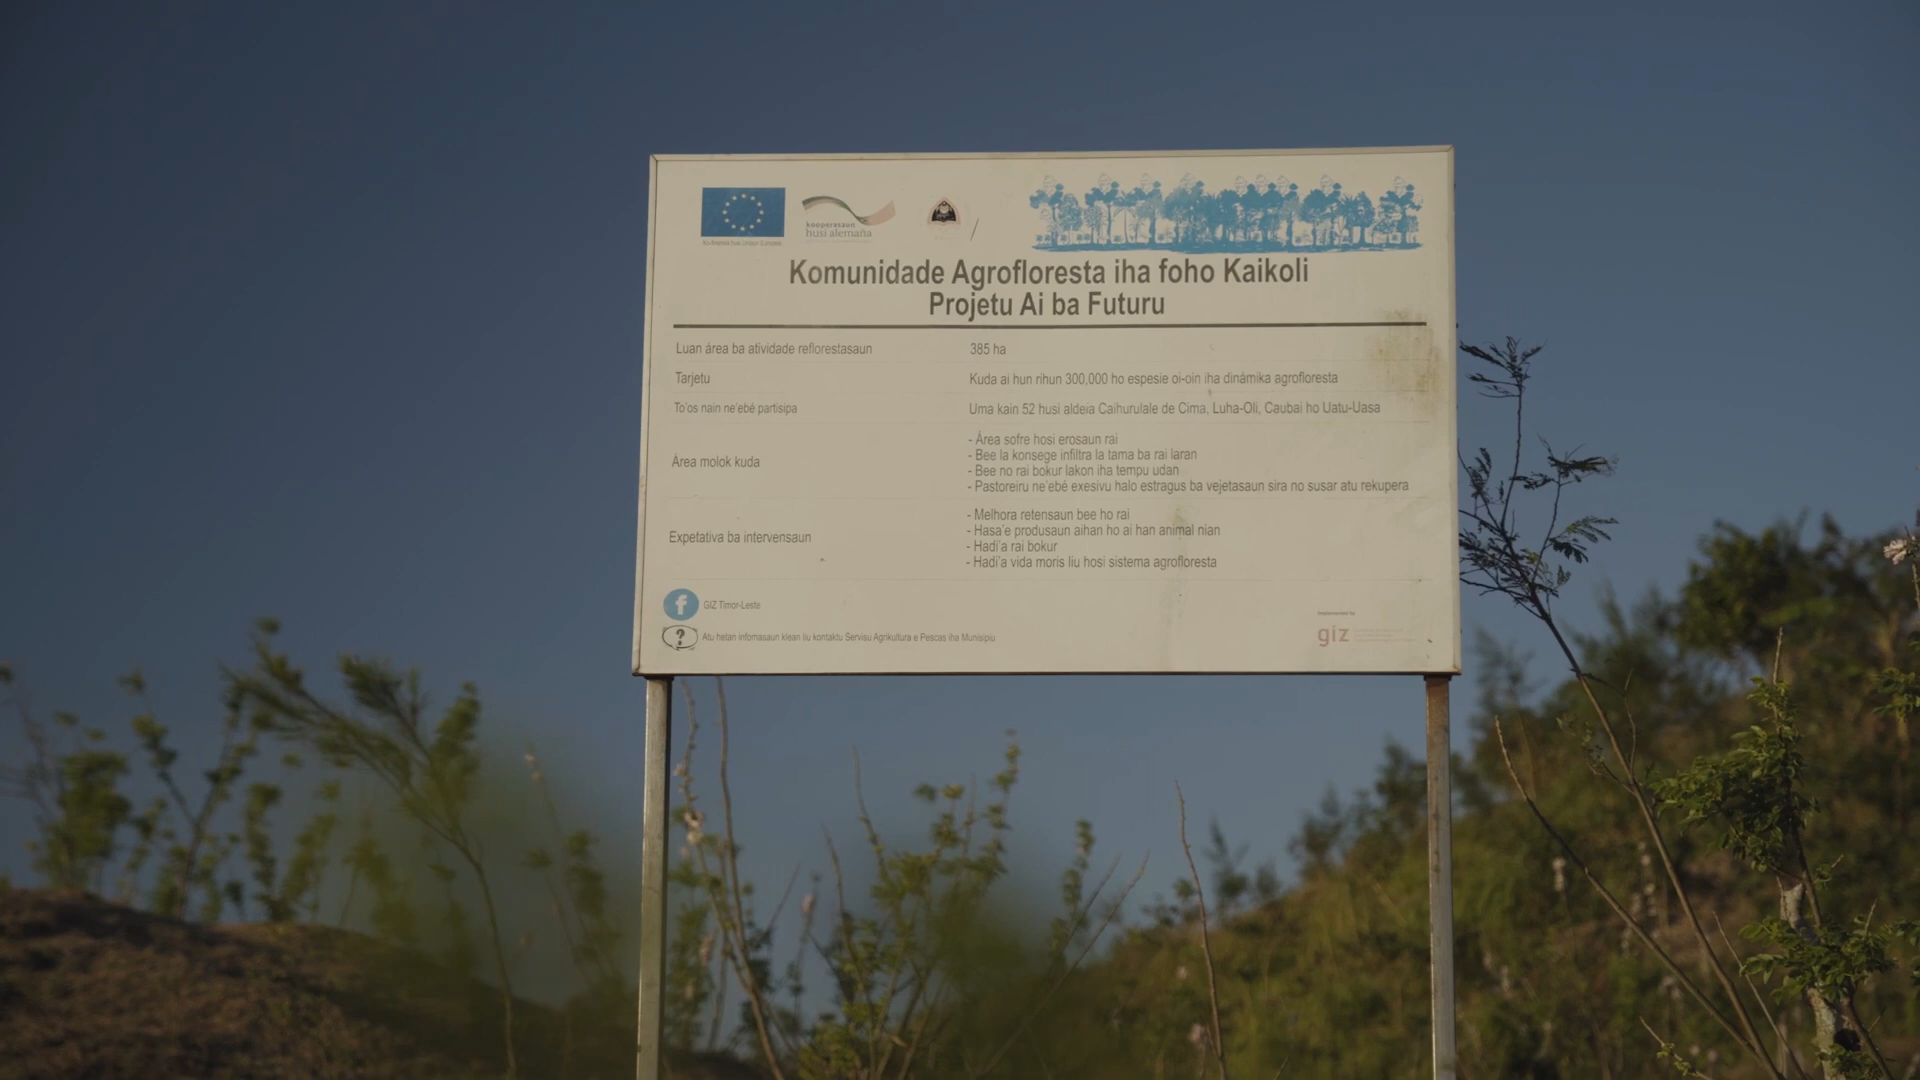 Ko-finansia husi Uniaun Europeia
kooperasaun
husi alemaña
Komunidade Agrofloresta iha foho Kaikoli
Projetu Ai ba Futuru
Luan área ba atividade reflorestasaun 385 ha
Tarjetu Kuda ai hun rihun 300,000 ho espesie oi-oin iha dinámika agrofloresta
To'os nain ne'ebé partisipa Uma kain 52 husi aldeia Caihurulale de Cima, Luha-Oli, Caubai ho Uatu-Uasa
Área molok kuda
- Área sofre hosi erosaun rai
- Bee la konsege infiltra la tama ba rai laran
- Bee no rai bokur lakon iha tempu udan
- Pastoreiru ne'ebé exesivu halo estragus ba vejetasaun sira no susar atu rekupera
Expetativa ba intervensaun
- Melhora retensaun bee ho rai
- Hasa'e produsaun aihan ho ai han animal nian
- Hadi'a rai bokur
- Hadi'a vida moris liu hosi sistema agrofloresta
GIZ Timor-Leste
Atu hetan infomasaun klean liu kontaktu Servisu Agrikultura e Pescas iha Munisipiu
Implemented by
giz